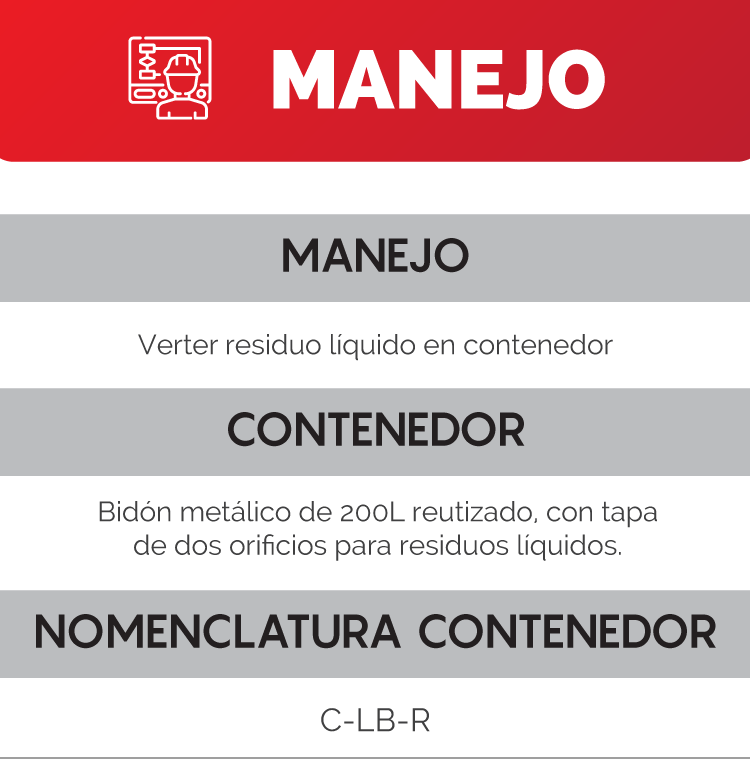 MANEJO
MANEJO
Verter residuo líquido en contenedor
CONTENEDOR
Bidón metálico de 200L reutizado, con tapa
de dos orificios para residuos líquidos.
NOMENCLATURA CONTENEDOR
C-LB-R